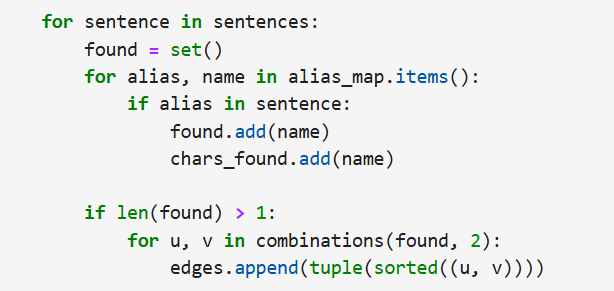 for sentence in sentences:
    found = set()
    for alias, name in alias_map.items():
        if alias in sentence:
            found.add(name)
            chars_found.add(name)

    if len(found) > 1:
        for u, v in combinations(found, 2):
            edges.append(tuple(sorted((u, v))))